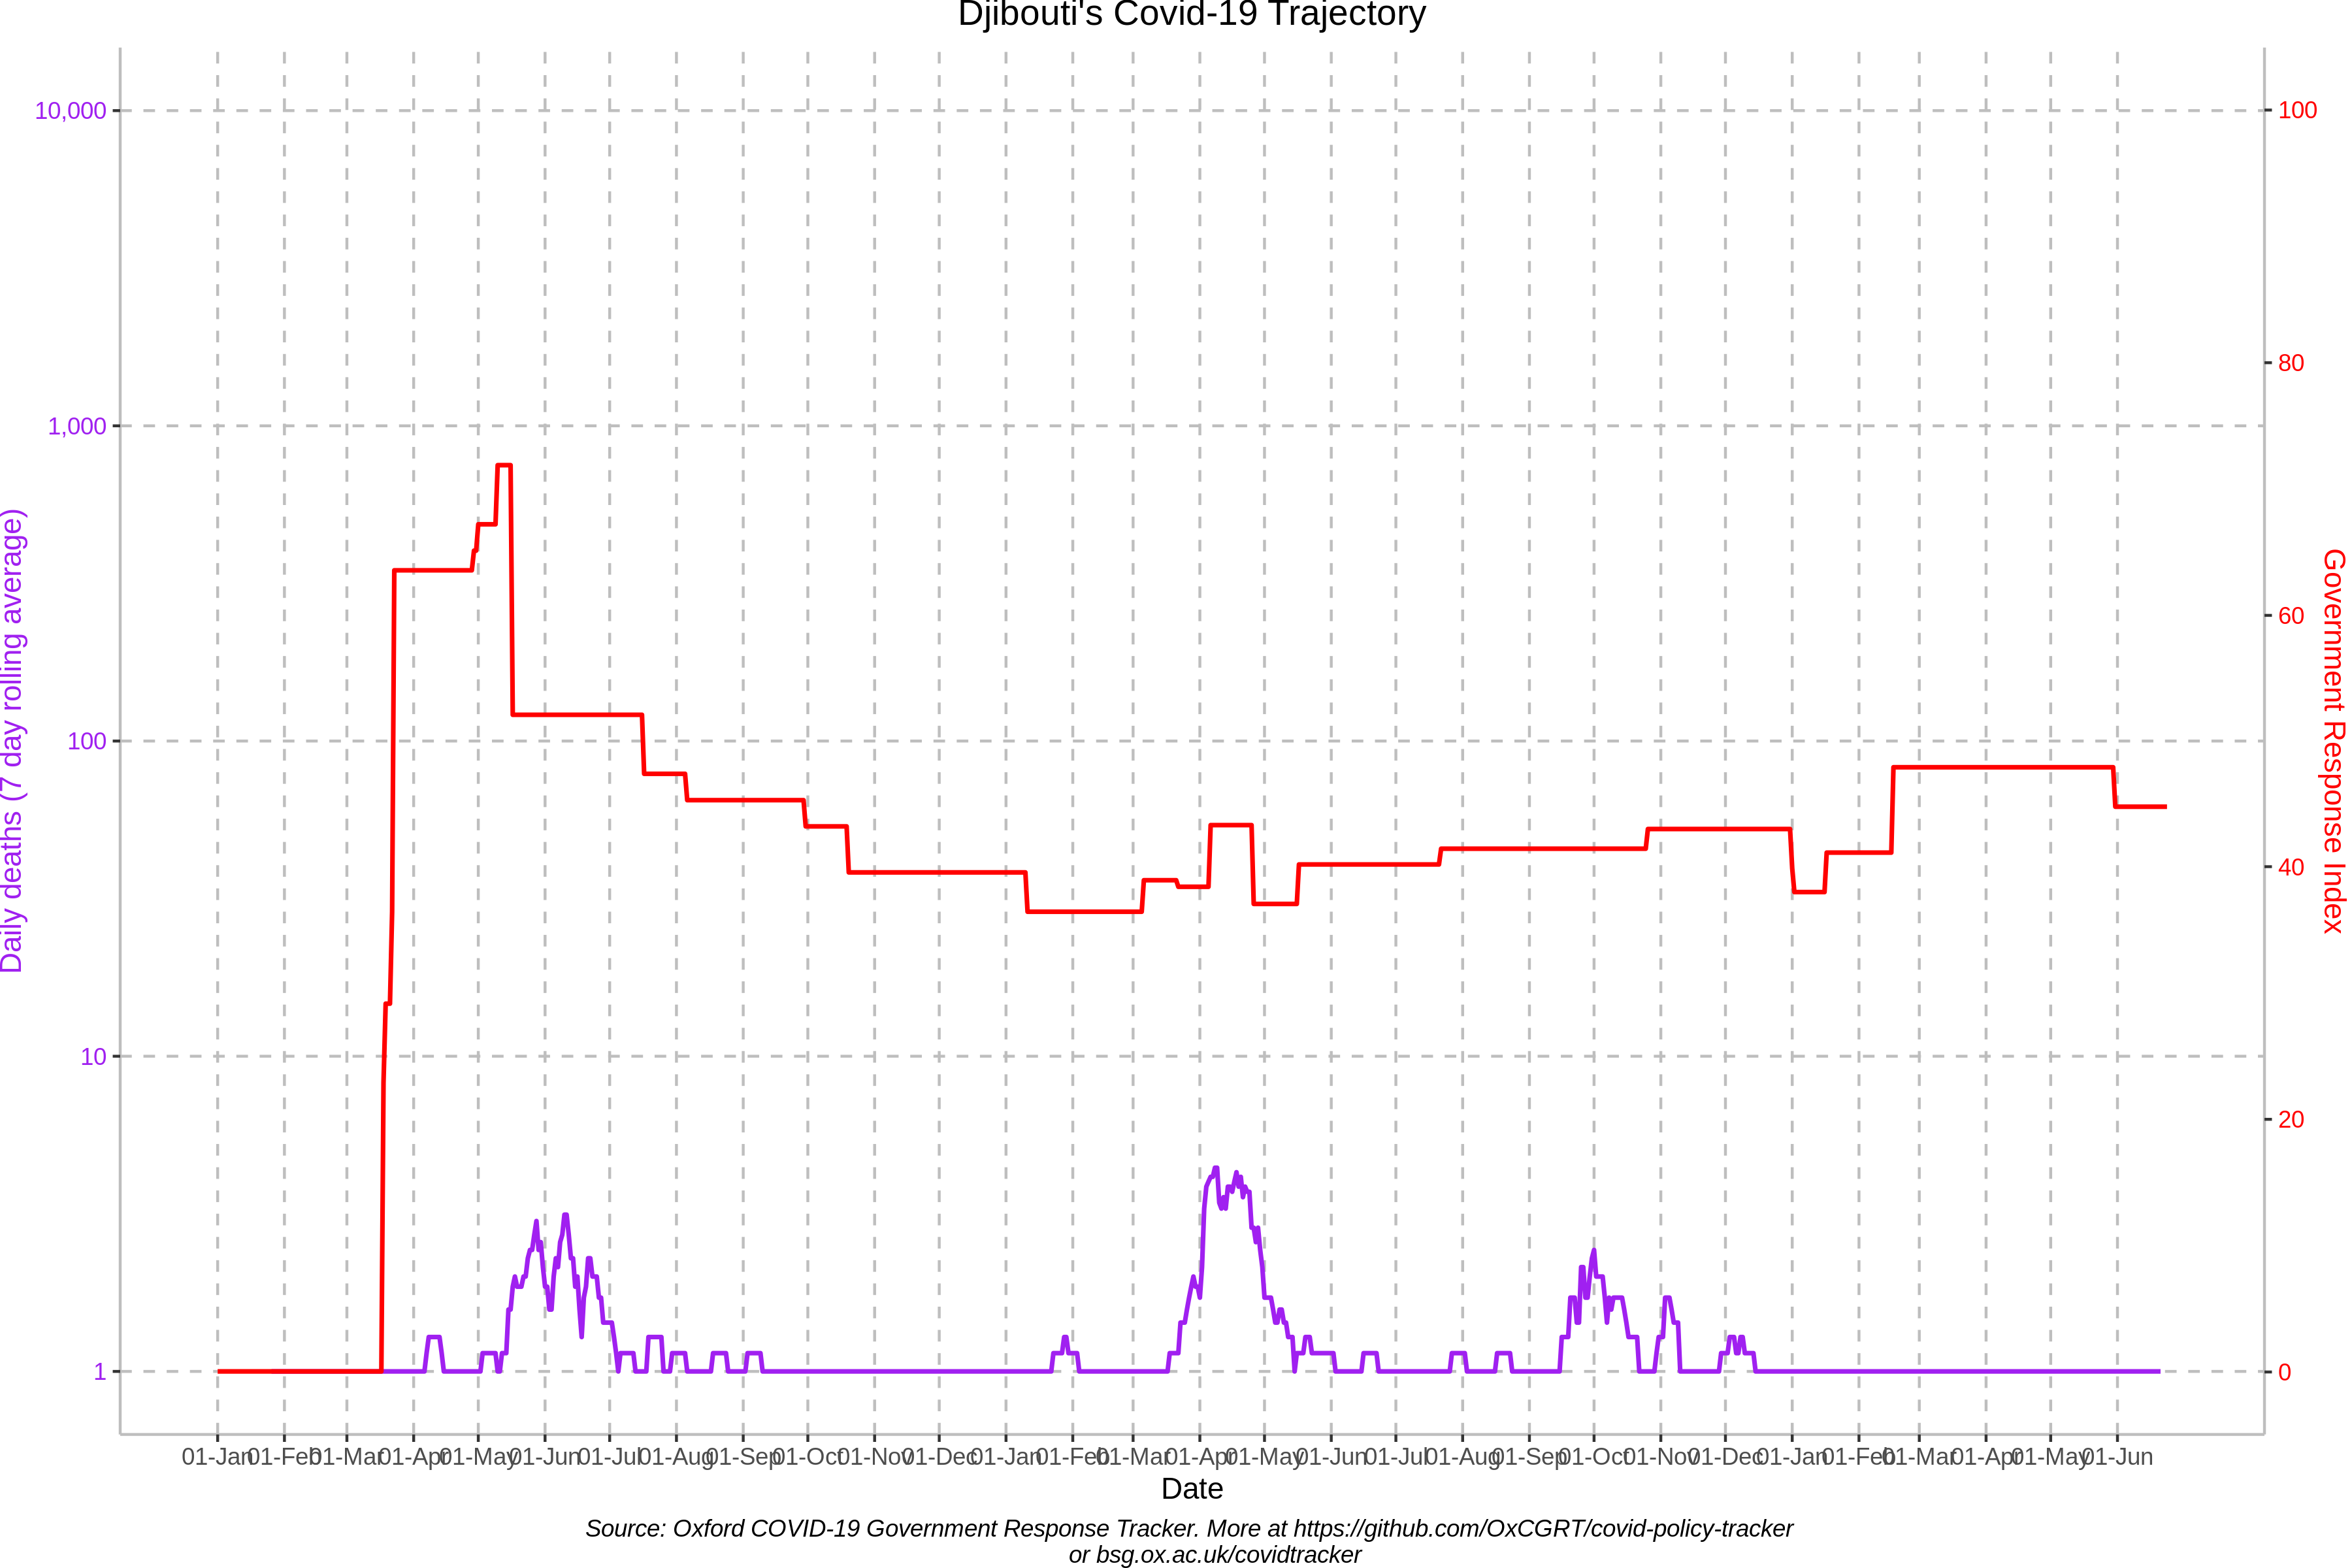 Djibouti's Covid-19 Trajectory
10,000
1,000
100
10
1
Daily deaths (7 day rolling average)
100
80
60
40
20
0
Government Response Index
01-Jan 01-Feb 01-Mar 01-Apr 01-May 01-Jun 01-Jul 01-Aug 01-Sep 01-Oct 01-Nov 01-Dec 01-Jan 01-Feb 01-Mar 01-Apr 01-May 01-Jun 01-Jul 01-Aug 01-Sep 01-Oct 01-Nov 01-Dec 01-Jan 01-Feb 01-Mar 01-Apr 01-May 01-Jun
Date
Source: Oxford COVID-19 Government Response Tracker. More at https://github.com/OxCGRT/covid-policy-tracker
or bsg.ox.ac.uk/covidtracker